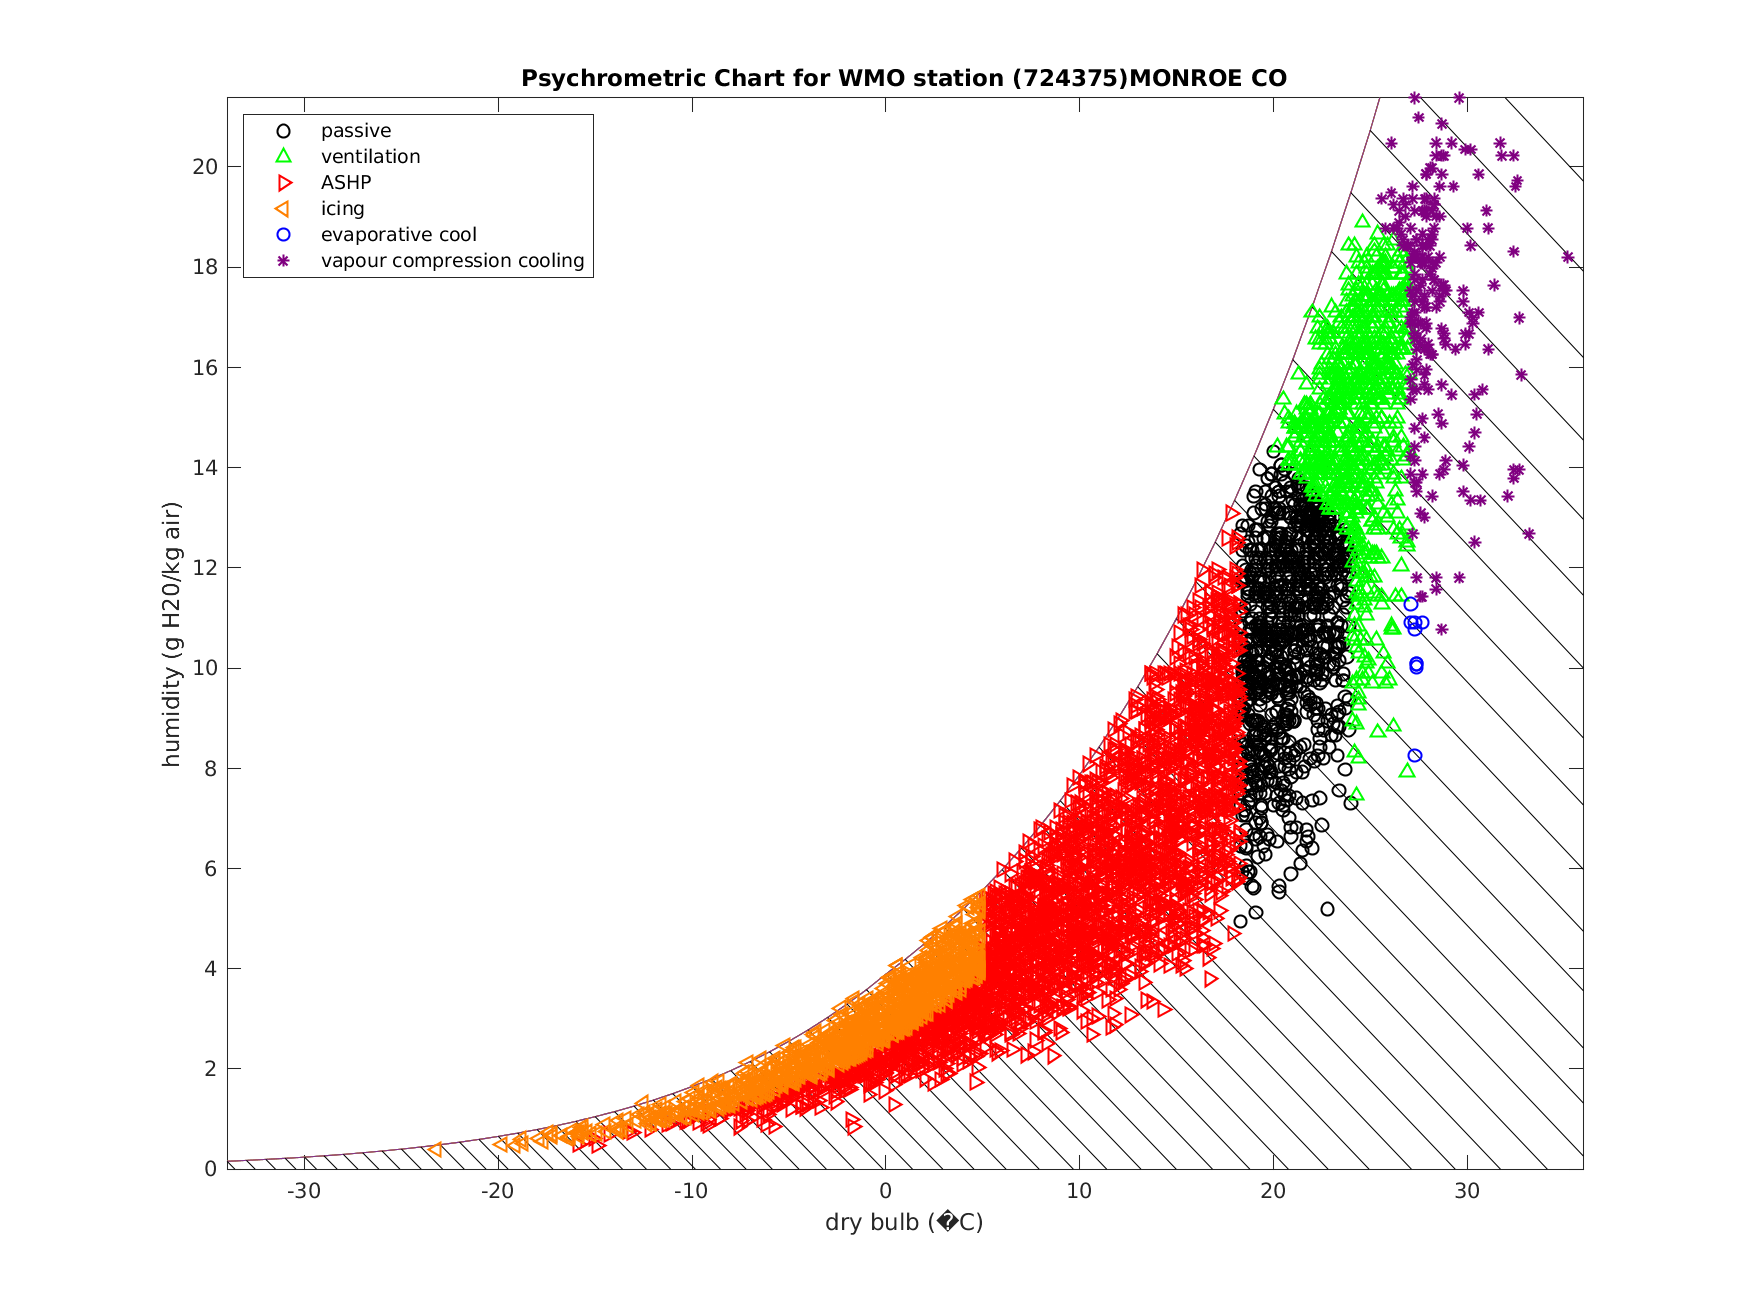 Psychrometric Chart for WMO station (724375)MONROE CO
passive
ventilation
ASHP
icing
evaporative cool
vapour compression cooling
humidity (g H20/kg air)
20
18
16
14
12
10
8
6
4
2
0
-30 -20 -10 0 10 20 30
dry bulb (�C)